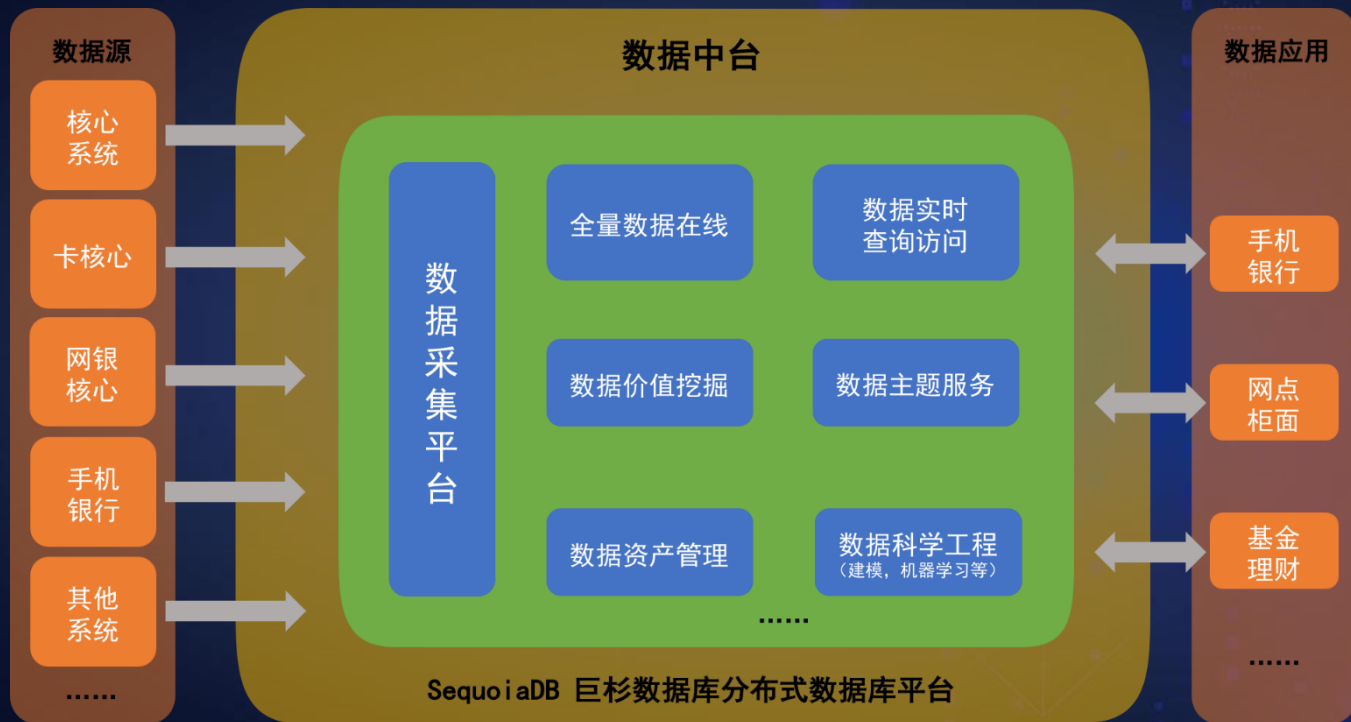 数据源
核心
系统
卡核心
网银
核心
手机
银行
其他
系统
……
数据中台
数
据
采
集
平
台
全量数据在线
数据实时
查询访问
数据价值挖掘
数据主题服务
数据资产管理
数据科学工程
（建模，机器学习等）
……
SequoiaDB 巨杉数据库分布式数据库平台
数据应用
手机
银行
网点
柜面
基金
理财
……